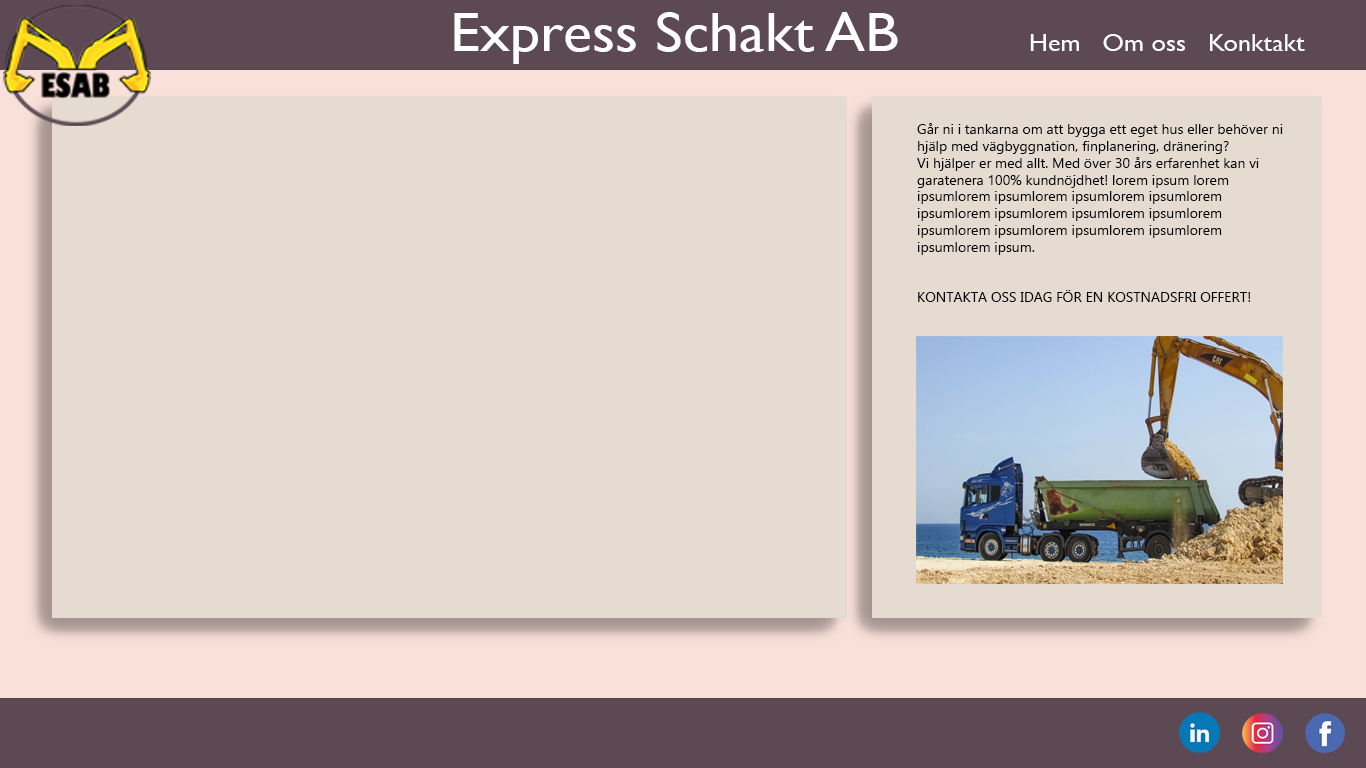 ESAB
Express Schakt AB
Hem Om oss Konktakt
Går ni i tankarna om att bygga ett eget hus eller behöver ni
hjälp med vägbyggnation, finplanering, dränering?
Vi hjälper er med allt. Med över 30 års erfarenhet kan vi
garatenera 100% kundnöjdhet! lorem ipsum lorem
ipsumlorem ipsumlorem ipsumlorem ipsumlorem
ipsumlorem ipsumlorem ipsumlorem ipsumlorem
ipsumlorem ipsumlorem ipsumlorem ipsumlorem
ipsumlorem ipsum.
KONTAKTA OSS IDAG FÖR EN KOSTNADSFRI OFFERT!
CAT
in
f